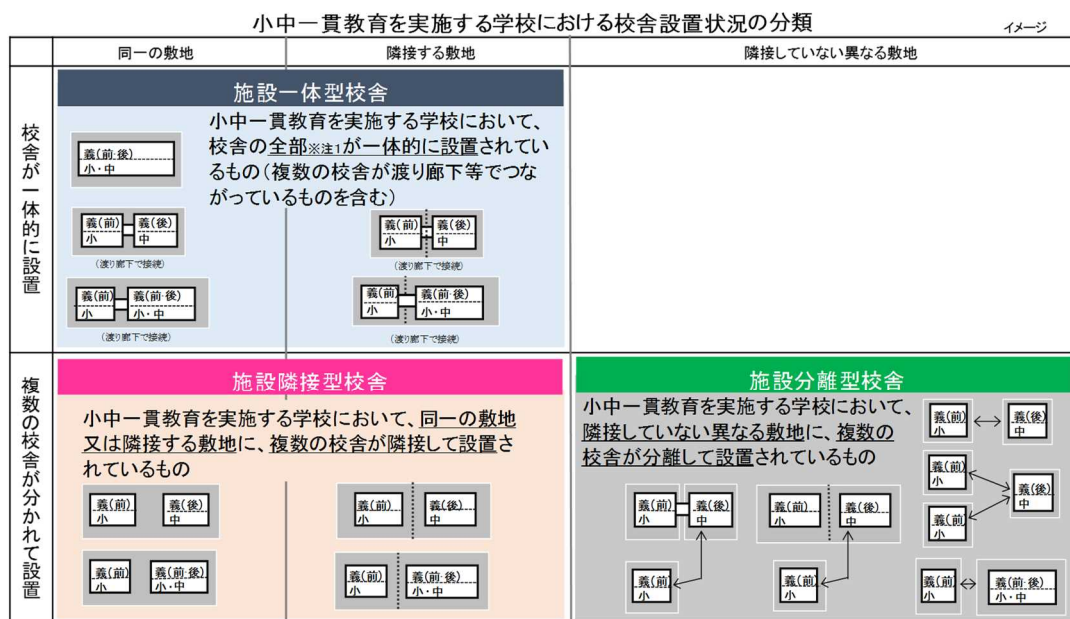 小中一貫教育を実施する学校における校舎設置状況の分類
イメージ
同一の敷地
隣接する敷地
隣接していない異なる敷地
校舎が一体的に設置
施設一体型校舎
小中一貫教育を実施する学校において、
校舎の全部※注1が一体的に設置されてい
るもの(複数の校舎が渡り廊下等でつな
がっているものを含む)
義(前・後)
小・中
義(前)
小
義(後)
中
(渡り廊下で接続)
義(前)
小
義(後)
中
(渡り廊下で接続)
義(前)
小
義(前・後)
小・中
(渡り廊下で接続)
義(前)
小
義(前・後)
小・中
(渡り廊下で接続)
複数の校舎が分かれて設置
施設隣接型校舎
小中一貫教育を実施する学校において、同一の敷地
又は隣接する敷地に、複数の校舎が隣接して設置さ
れているもの
義(前)
小
義(後)
中
義(前)
小
義(後)
中
義(前)
小
義(前・後)
小・中
義(前)
小
義(前・後)
小・中
施設分離型校舎
小中一貫教育を実施する学校において、
隣接していない異なる敷地に、複数の
校舎が分離して設置されているもの
義(前)
小
義(後)
中
義(前)
小
義(後)
中
義(前)
小
義(前)
小
義(後)
中
義(前)
小
義(前)
小
義(後)
中
義(前)
小
義(前)
小
義(前・後)
小・中